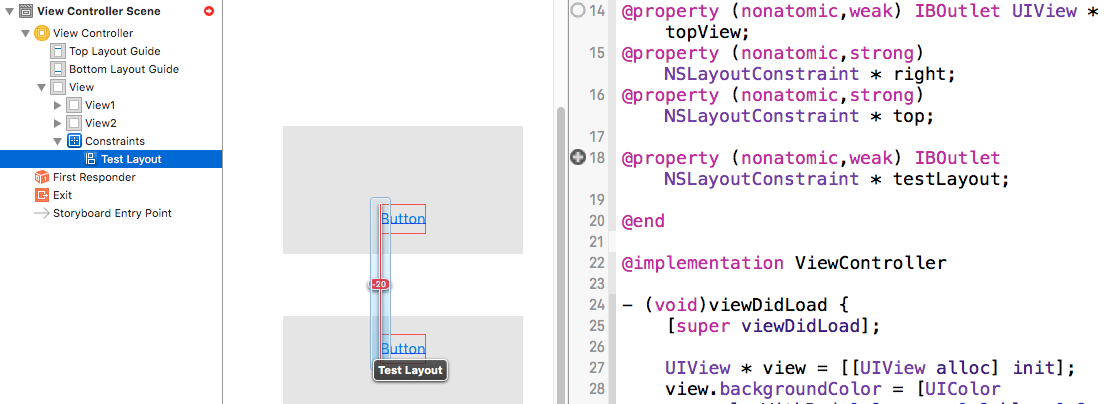 View Controller Scene
View Controller
Top Layout Guide
Bottom Layout Guide
View
View1
View2
Constraints
Test Layout
First Responder
Exit
Storyboard Entry Point
Button
-20
Button
Test Layout
14 @property (nonatomic,weak) IBOutlet UIView *
topView;
15 @property (nonatomic,strong)
NSLayoutConstraint * right;
16 @property (nonatomic,strong)
NSLayoutConstraint * top;
17
18 @property (nonatomic,weak) IBOutlet
NSLayoutConstraint * testLayout;
19
20 @end
21
22 @implementation ViewController
23
24 - (void)viewDidLoad {
25 [super viewDidLoad];
26
27 UIView * view = [[UIView alloc] init];
28 view.backgroundColor = [UIColor